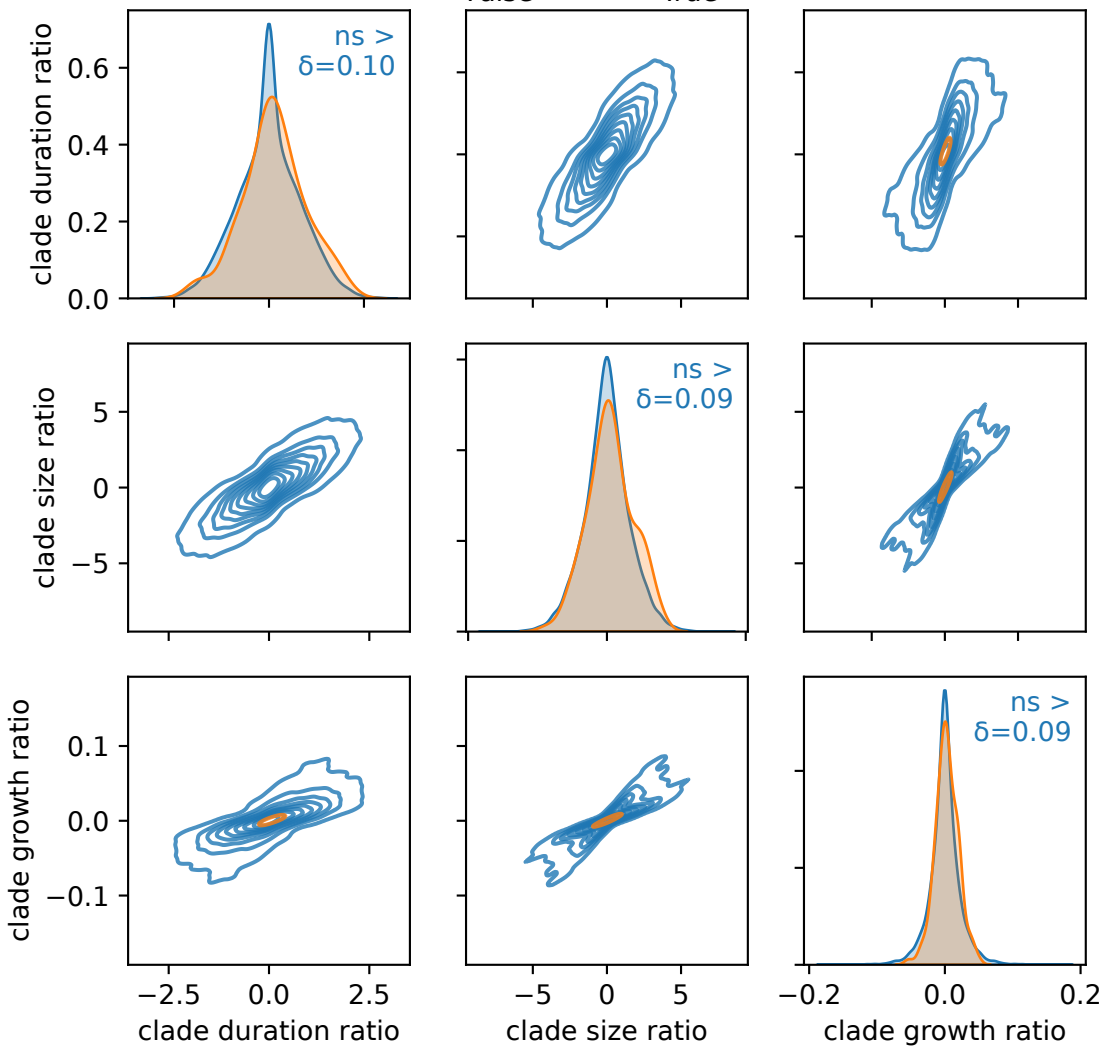 clade duration ratio
0.6
0.4
0.2
0.0
ns >
δ=0.10
clade size ratio
5
0
−5
ns >
δ=0.09
clade growth ratio
0.1
0.0
−0.1
ns >
δ=0.09
−2.5 0.0 2.5
−5 0 5
−0.2 0.0 0.2
clade duration ratio
clade size ratio
clade growth ratio